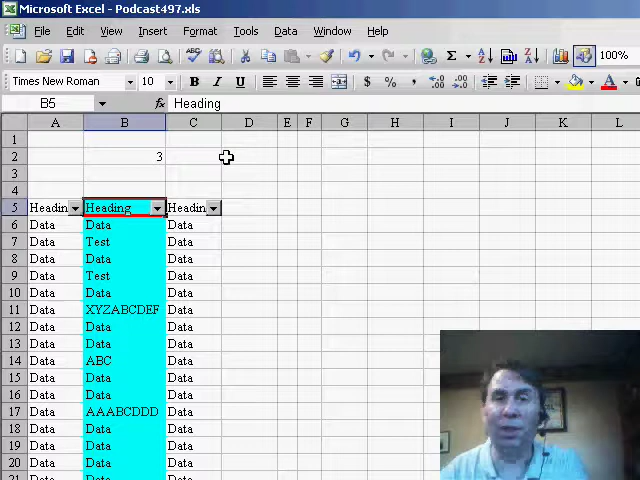 Microsoft Excel - Podcast497.xls
File Edit View Insert Format Tools Data Window Help
Σ 100%
Times New Roman 10 B I U $ % , A
B5 fx Heading
A B C D E F G H I J K L
1
2 3
3
4
5 Headin Heading Headin
6 Data Data Data
7 Data Test Data
8 Data Data Data
9 Data Test Data
10 Data Data Data
11 Data XYZABCDEF Data
12 Data Data Data
13 Data Data Data
14 Data ABC Data
15 Data Data Data
16 Data Data Data
17 Data AAABCDDD Data
18 Data Data Data
19 Data Data Data
20 Data Data Data